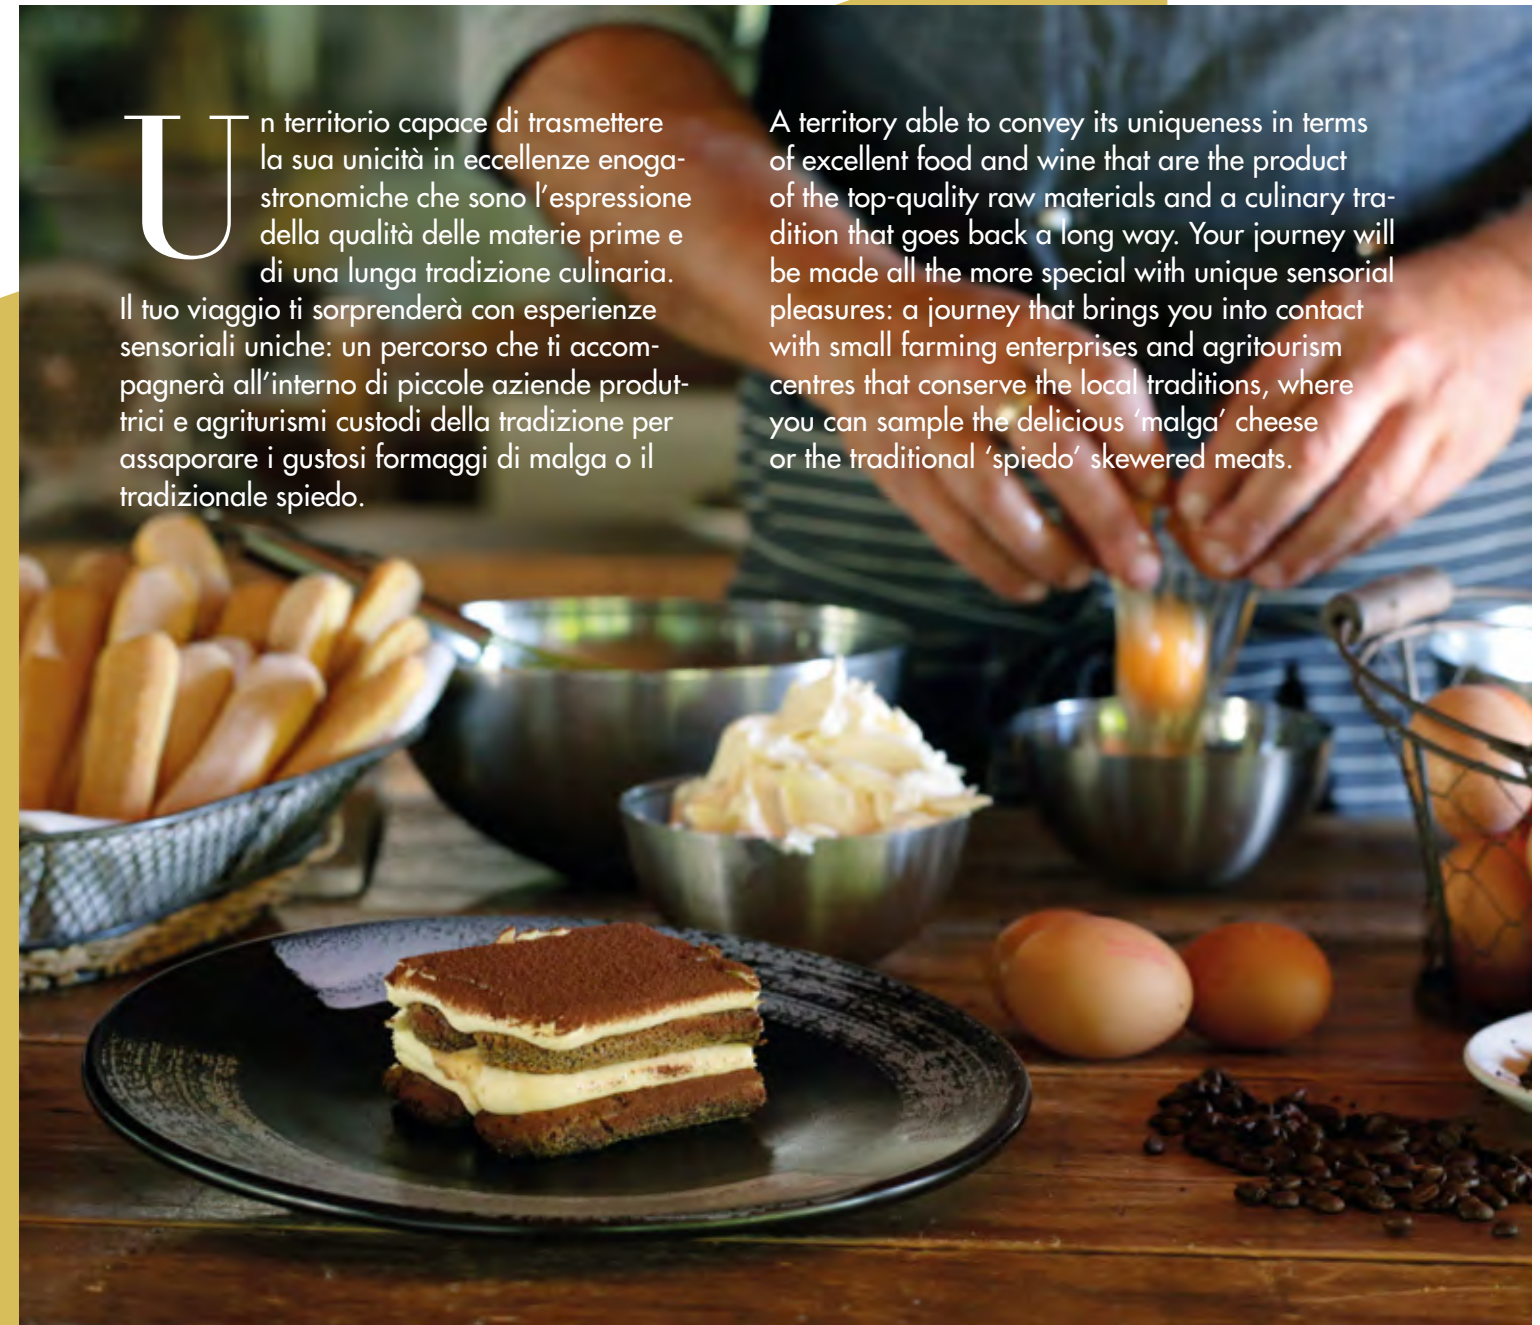 Un territorio capace di trasmettere
la sua unicità in eccellenze enoga-
stronomiche che sono l'espressione
della qualità delle materie prime e
di una lunga tradizione culinaria.
Il tuo viaggio ti sorprenderà con esperienze
sensoriali uniche: un percorso che ti accom-
pagnerà all'interno di piccole aziende produt-
trici e agriturismi custodi della tradizione per
assaporare i gustosi formaggi di malga o il
tradizionale spiedo.
A territory able to convey its uniqueness in terms
of excellent food and wine that are the product
of the top-quality raw materials and a culinary tra-
dition that goes back a long way. Your journey will
be made all the more special with unique sensorial
pleasures: a journey that brings you into contact
with small farming enterprises and agritourism
centres that conserve the local traditions, where
you can sample the delicious 'malga' cheese
or the traditional 'spiedo' skewered meats.